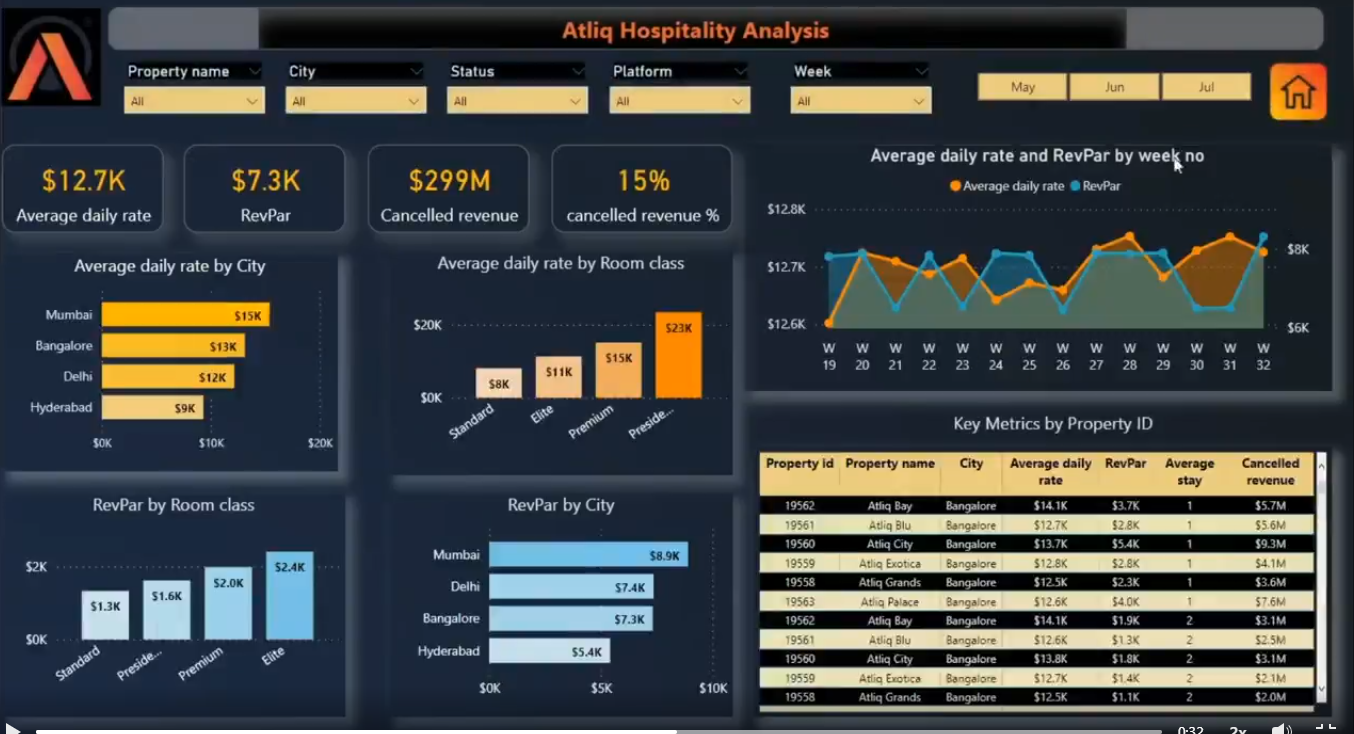 Atliq Hospitality Analysis
Property name City Status Platform Week
All All All All All
May Jun Jul
$12.7K
Average daily rate
$7.3K
RevPar
$299M
Cancelled revenue
15%
cancelled revenue %
Average daily rate and RevPar by week no
Average daily rate RevPar
$12.8K
$12.7K
$12.6K
$8K
$6K
W W W W W W W W W W W W W W
19 20 21 22 23 24 25 26 27 28 29 30 31 32
Average daily rate by City
Mumbai $15K
Bangalore $13K
Delhi $12K
Hyderabad $9K
$0K $10K $20K
Average daily rate by Room class
$20K
$0K
$8K $11K $15K $23K
Standard Elite Premium Preside...
Key Metrics by Property ID
Property id Property name City Average daily rate RevPar Average stay Cancelled revenue
19562 Atliq Bay Bangalore $14.1K $3.7K 1 $5.7M
19561 Atliq Blu Bangalore $12.7K $2.8K 1 $5.6M
19560 Atliq City Bangalore $13.7K $5.4K 1 $9.3M
19559 Atliq Exotica Bangalore $12.8K $2.8K 1 $4.1M
19558 Atliq Grands Bangalore $12.5K $2.3K 1 $3.6M
19563 Atliq Palace Bangalore $12.6K $4.0K 1 $7.6M
19562 Atliq Bay Bangalore $14.1K $1.9K 2 $3.1M
19561 Atliq Blu Bangalore $12.6K $1.3K 2 $2.5M
19560 Atliq City Bangalore $13.8K $1.8K 2 $3.1M
19559 Atliq Exotica Bangalore $12.7K $1.4K 2 $2.1M
19558 Atliq Grands Bangalore $12.5K $1.1K 2 $2.0M
RevPar by Room class
$2K
$0K
$1.3K $1.6K $2.0K $2.4K
Standard Preside... Premium Elite
RevPar by City
Mumbai $8.9K
Delhi $7.4K
Bangalore $7.3K
Hyderabad $5.4K
$0K $5K $10K
0:32 2x